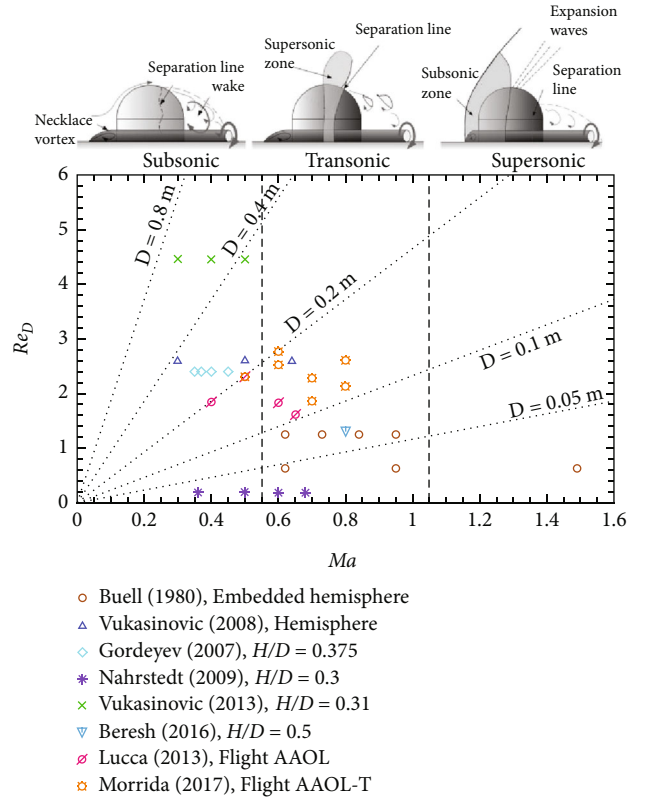 Separation line
wake
Necklace
vortex
Supersonic
zone
Separation line
Expansion
waves
Subsonic
zone
Separation
line
Subsonic
Transonic
Supersonic
6
5
4
3
2
1
0
Re_D
D = 0.8 m
D = 0.4 m
D = 0.2 m
D = 0.1 m
D = 0.05 m
0 0.2 0.4 0.6 0.8 1 1.2 1.4 1.6
Ma
Buell (1980), Embedded hemisphere
Vukasinovic (2008), Hemisphere
Gordeyev (2007), H/D = 0.375
Nahrstedt (2009), H/D = 0.3
Vukasinovic (2013), H/D = 0.31
Beresh (2016), H/D = 0.5
Lucca (2013), Flight AAOL
Morrida (2017), Flight AAOL-T